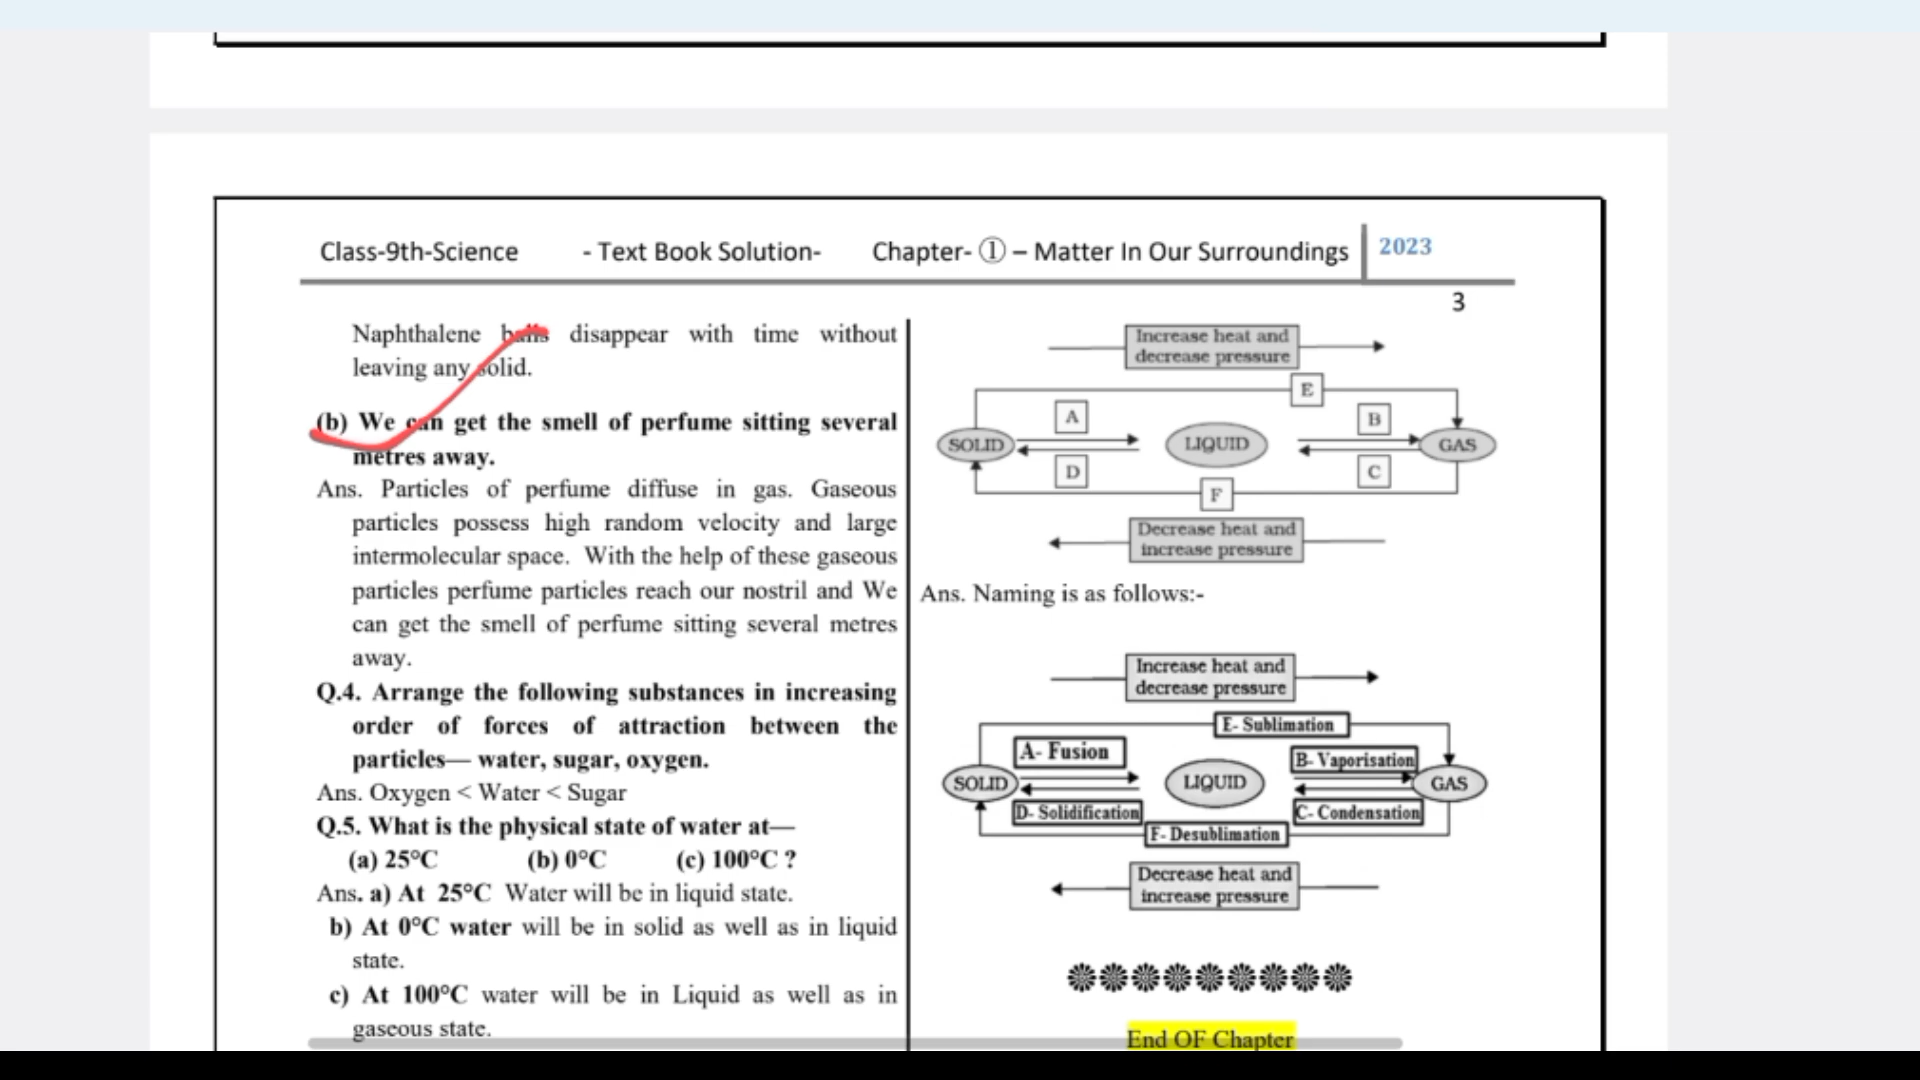 Class-9th-Science - Text Book Solution- Chapter- ① – Matter In Our Surroundings 2023
3
Naphthalene balls disappear with time without
leaving any solid.
(b) We can get the smell of perfume sitting several
metres away.
Ans. Particles of perfume diffuse in gas. Gaseous
particles possess high random velocity and large
intermolecular space. With the help of these gaseous
particles perfume particles reach our nostril and We
can get the smell of perfume sitting several metres
away.
Q.4. Arrange the following substances in increasing
order of forces of attraction between the
particles— water, sugar, oxygen.
Ans. Oxygen < Water < Sugar
Q.5. What is the physical state of water at—
(a) 25°C (b) 0°C (c) 100°C ?
Ans. a) At 25°C Water will be in liquid state.
b) At 0°C water will be in solid as well as in liquid
state.
c) At 100°C water will be in Liquid as well as in
gaseous state.
Increase heat and
decrease pressure
E
A
B
SOLID
LIQUID
GAS
D
C
F
Decrease heat and
increase pressure
Ans. Naming is as follows:-
Increase heat and
decrease pressure
E- Sublimation
A- Fusion
B- Vaporisation
SOLID
LIQUID
GAS
D- Solidification
C- Condensation
F- Desublimation
Decrease heat and
increase pressure
End OF Chapter